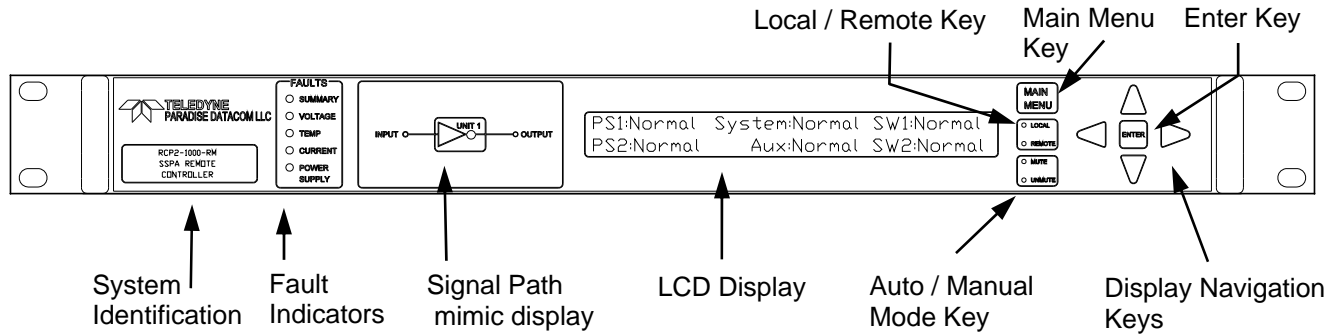 Local / Remote Key
Main Menu
Key
Enter Key
TELEDYNE
PARADISE DATACOM LLC
RCP2-1000-RM
SSPA REMOTE
CONTROLLER
FAULTS
SUMMARY
VOLTAGE
TEMP
CURRENT
POWER
SUPPLY
INPUT
UNIT 1
OUTPUT
PS1:Normal System:Normal SW1:Normal
PS2:Normal Aux:Normal SW2:Normal
MAIN
MENU
LOCAL
REMOTE
MUTE
UNMUTE
ENTER
System
Identification
Fault
Indicators
Signal Path
mimic display
LCD Display
Auto / Manual
Mode Key
Display Navigation
Keys